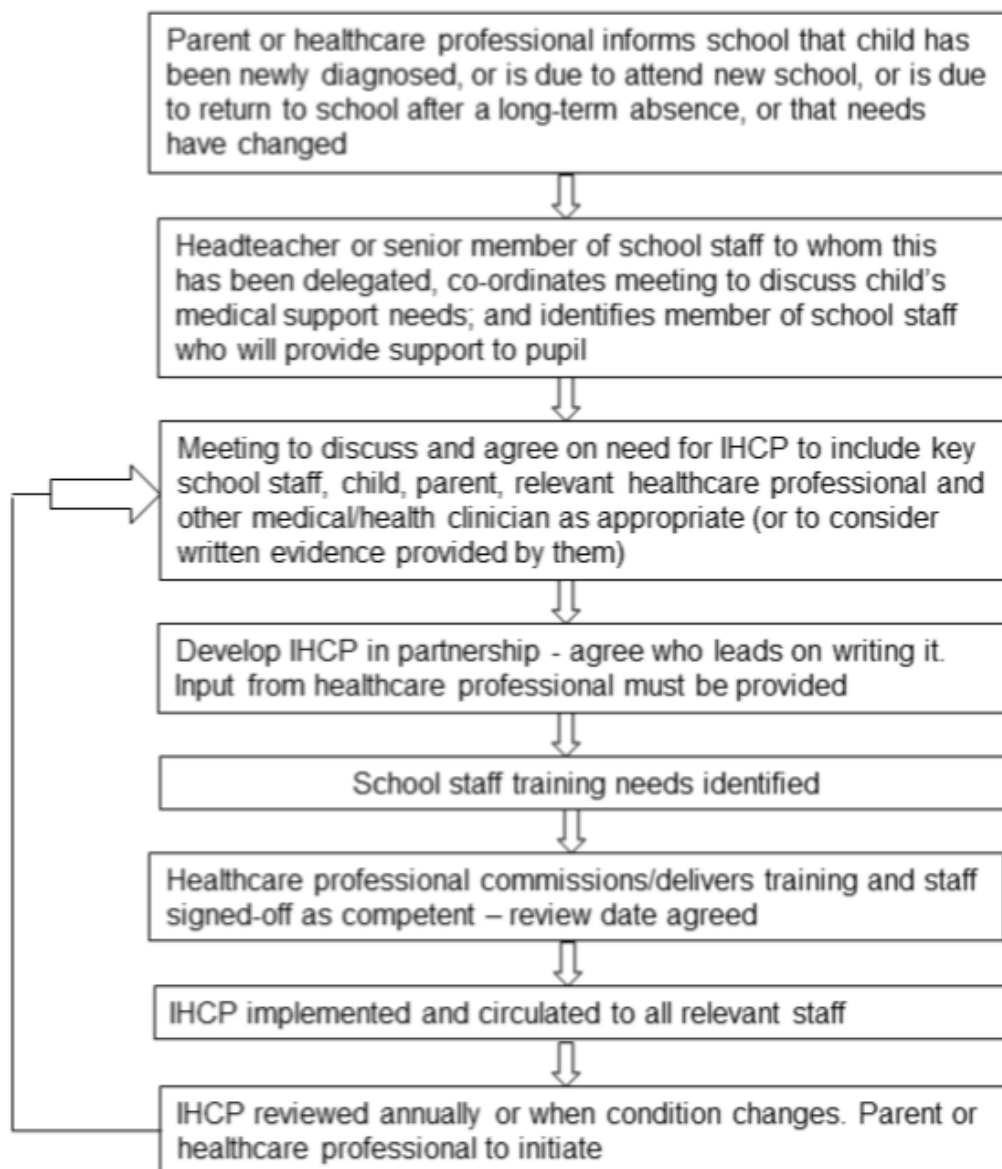 Parent or healthcare professional informs school that child has
been newly diagnosed, or is due to attend new school, or is due
to return to school after a long-term absence, or that needs
have changed
Headteacher or senior member of school staff to whom this
has been delegated, co-ordinates meeting to discuss child's
medical support needs; and identifies member of school staff
who will provide support to pupil
Meeting to discuss and agree on need for IHCP to include key
school staff, child, parent, relevant healthcare professional and
other medical/health clinician as appropriate (or to consider
written evidence provided by them)
Develop IHCP in partnership - agree who leads on writing it.
Input from healthcare professional must be provided
School staff training needs identified
Healthcare professional commissions/delivers training and staff
signed-off as competent – review date agreed
IHCP implemented and circulated to all relevant staff
IHCP reviewed annually or when condition changes. Parent or
healthcare professional to initiate